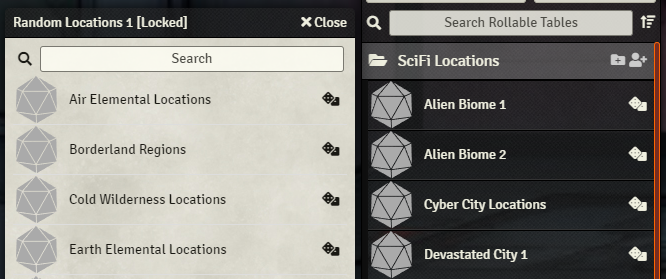 Random Locations 1 [Locked]
Close
Search
Air Elemental Locations
Borderland Regions
Cold Wilderness Locations
Earth Elemental Locations
Search Rollable Tables
SciFi Locations
Alien Biome 1
Alien Biome 2
Cyber City Locations
Devastated City 1